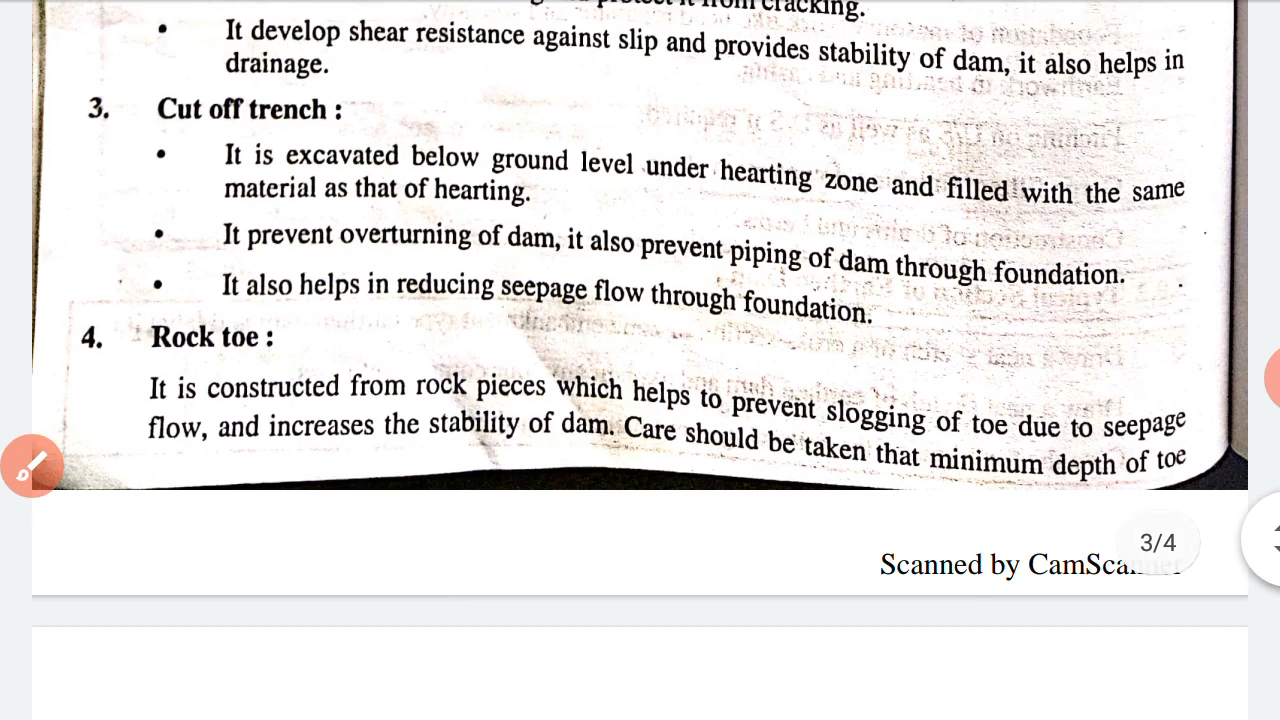 cracking.
• It develop shear resistance against slip and provides stability of dam, it also helps in
drainage.
3. Cut off trench :
• It is excavated below ground level under hearting zone and filled with the same
material as that of hearting.
• It prevent overturning of dam, it also prevent piping of dam through foundation.
• It also helps in reducing seepage flow through foundation.
4. Rock toe :
It is constructed from rock pieces which helps to prevent slogging of toe due to seepage
flow, and increases the stability of dam. Care should be taken that minimum depth of toe
3/4
Scanned by